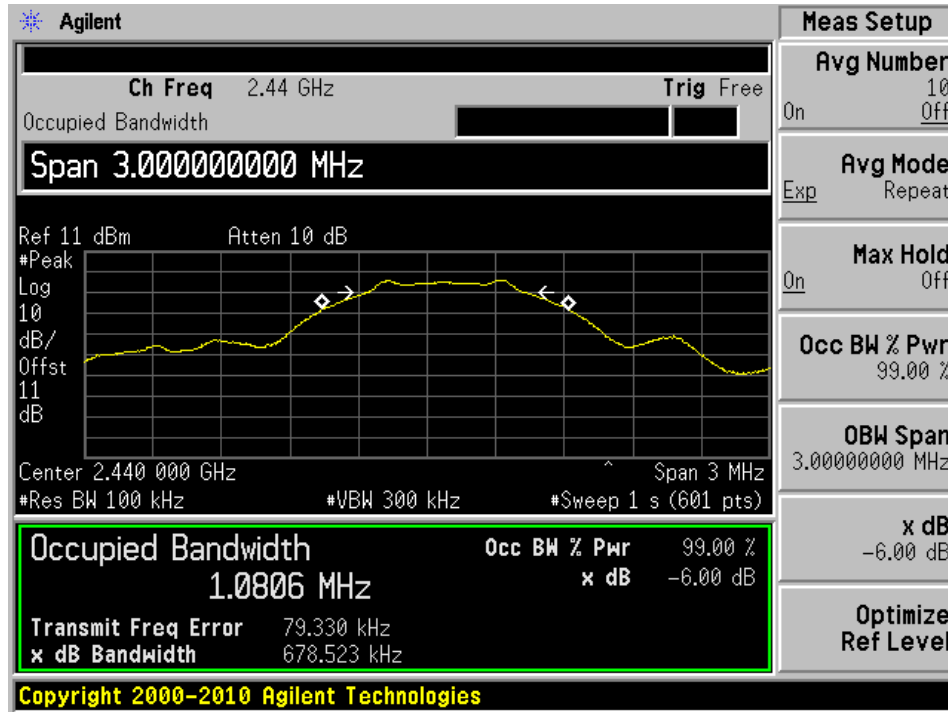 Agilent
Meas Setup
Ch Freq 2.44 GHz Trig Free
Occupied Bandwidth
Span 3.000000000 MHz
Ref 11 dBm Atten 10 dB
#Peak
Log
10
dB/
Offst
11
dB
Center 2.440 000 GHz ^ Span 3 MHz
#Res BW 100 kHz #VBW 300 kHz #Sweep 1 s (601 pts)
Occupied Bandwidth Occ BW % Pwr 99.00 %
1.0806 MHz x dB -6.00 dB
Transmit Freq Error 79.330 kHz
x dB Bandwidth 678.523 kHz
Avg Number
10
On Off
Avg Mode
Exp Repeat
Max Hold
On Off
Occ BW % Pwr
99.00 %
OBW Span
3.00000000 MHz
x dB
-6.00 dB
Optimize
Ref Level
Copyright 2000-2010 Agilent Technologies